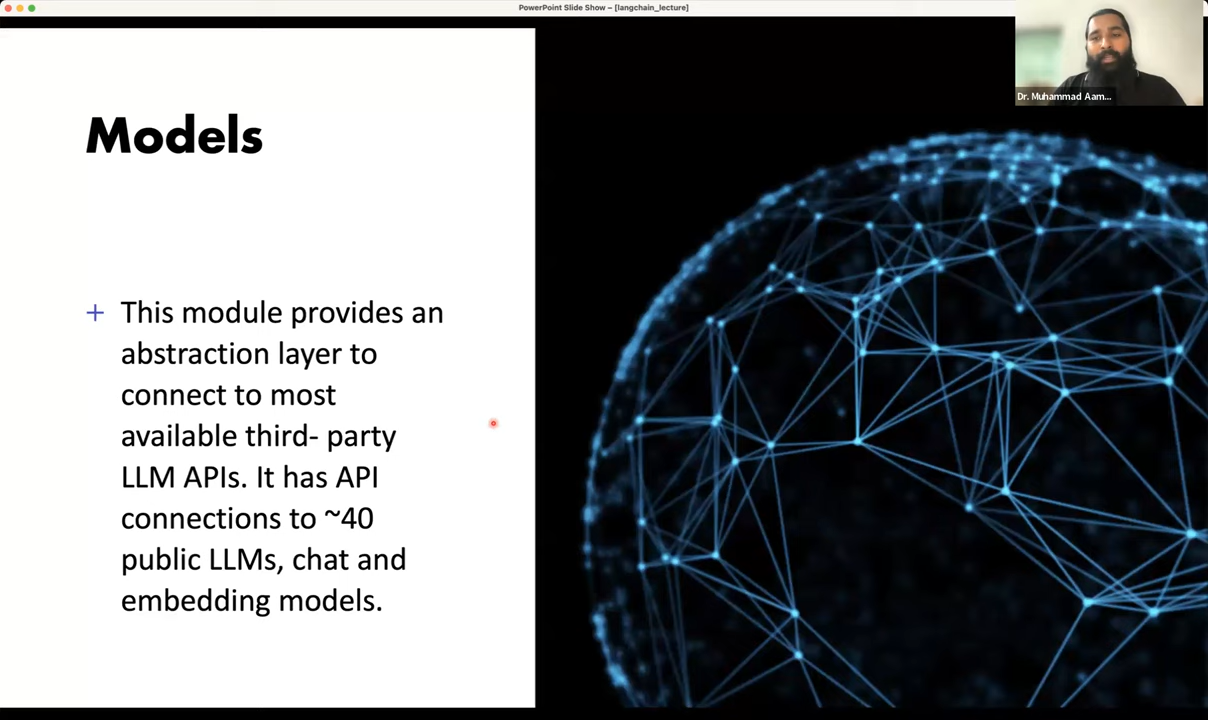 PowerPoint Slide Show – [langchain_lecture]
Dr. Muhammad Aam...
Models
+ This module provides an
abstraction layer to
connect to most
available third- party
LLM APIs. It has API
connections to ~40
public LLMs, chat and
embedding models.